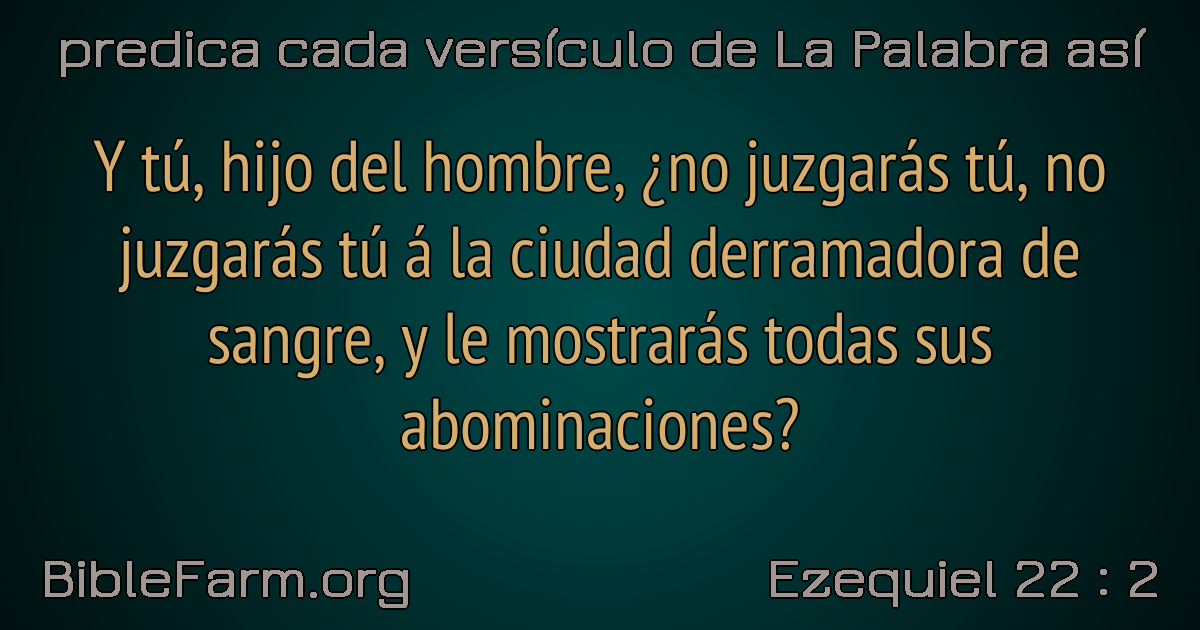 predica cada versículo de La Palabra así
Y tú, hijo del hombre, ¿no juzgarás tú, no
juzgarás tú á la ciudad derramadora de
sangre, y le mostrarás todas sus
abominaciones?
BibleFarm.org
Ezequiel 22 : 2